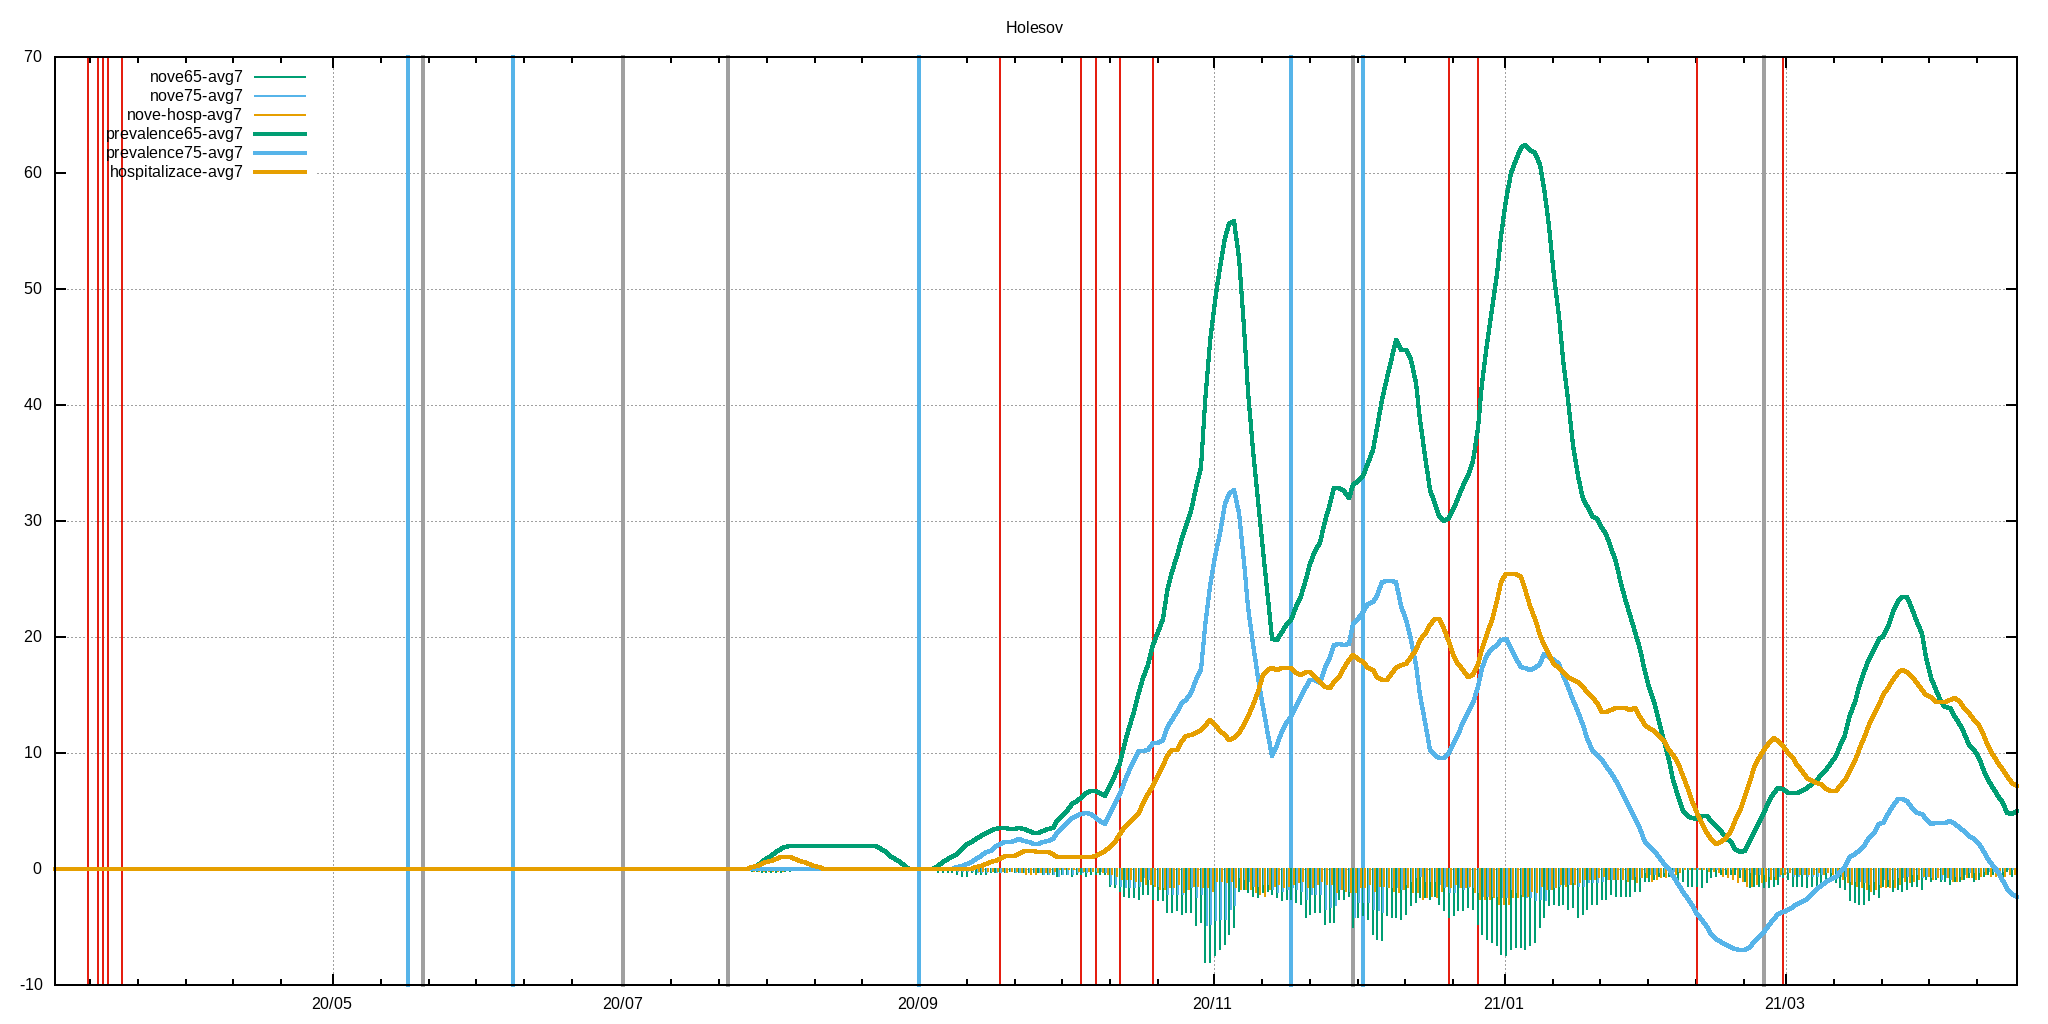 Holesov
70
nove65-avg7
nove75-avg7
nove-hosp-avg7
prevalence65-avg7
prevalence75-avg7
hospitalizace-avg7
60
50
40
30
20
10
0
-10
20/05
20/07
20/09
20/11
21/01
21/03